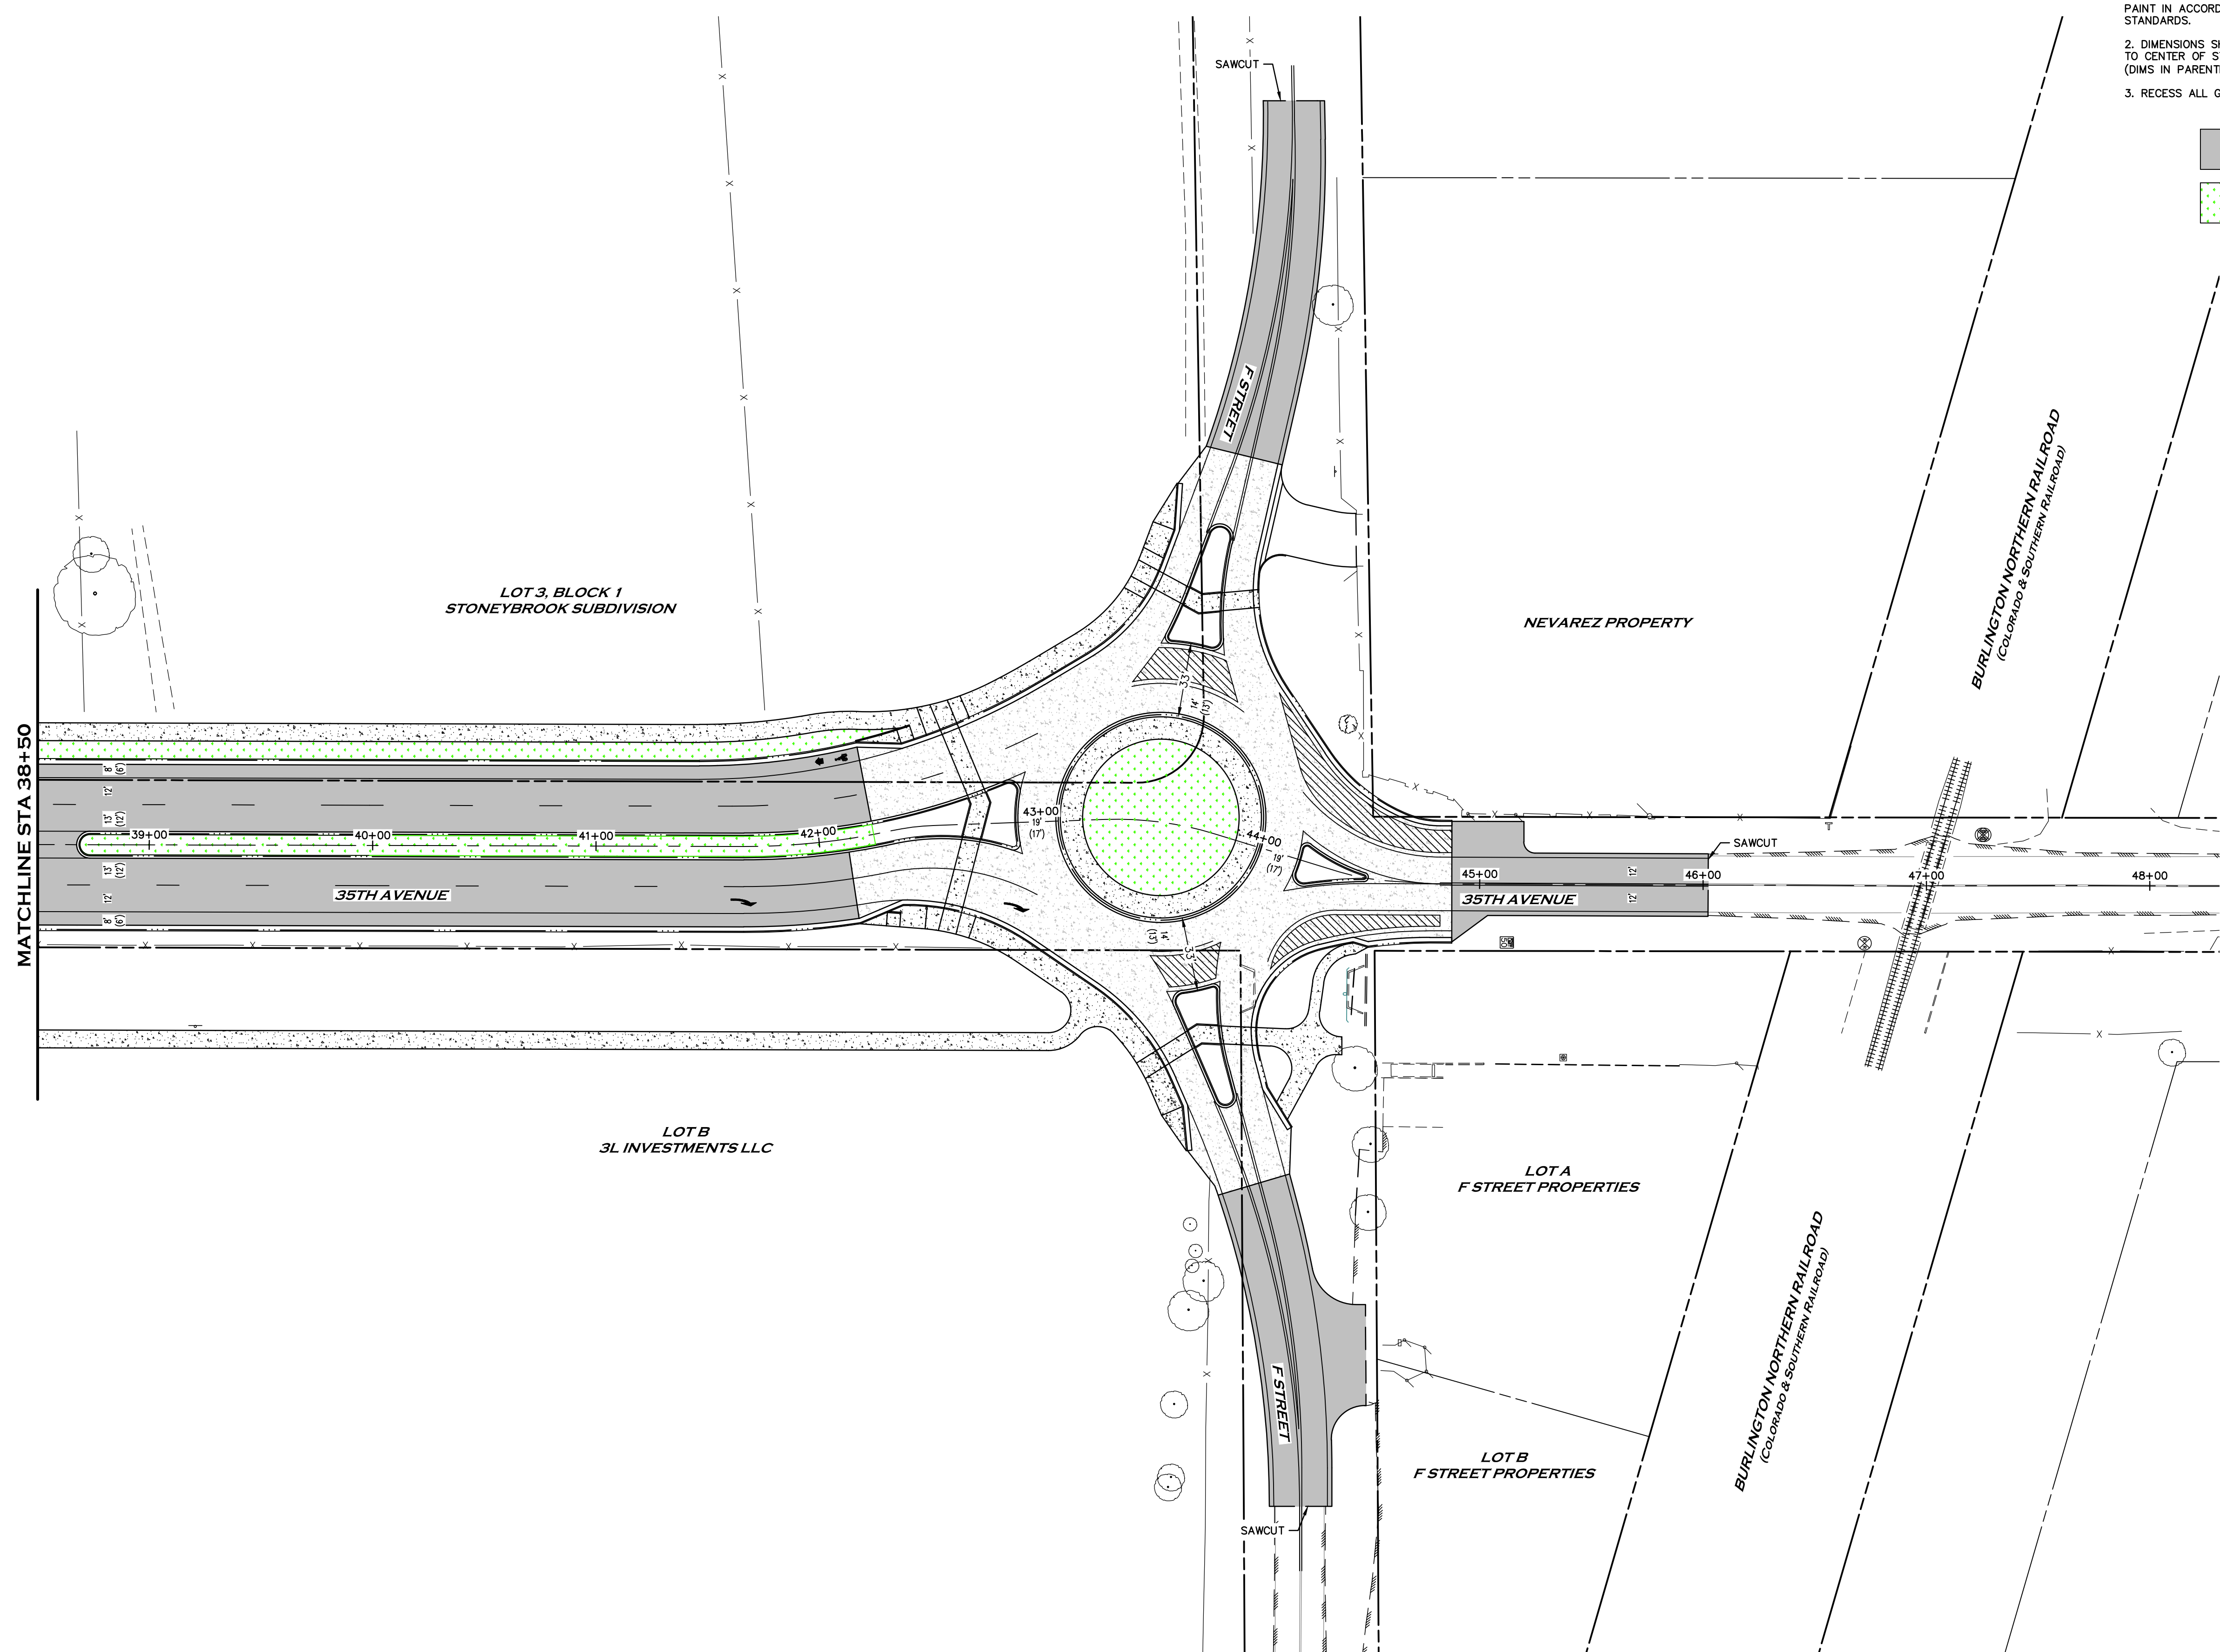 PAINT IN ACCORD
STANDARDS.
2. DIMENSIONS SH
TO CENTER OF S
(DIMS IN PARENT
3. RECESS ALL G
SAWCUT
F STREET
BURLINGTON NORTHERN RAILROAD
(COLORADO & SOUTHERN RAILROAD)
LOT 3, BLOCK 1
STONEYBROOK SUBDIVISION
NEVAREZ PROPERTY
MATCHLINE STA 38+50
33'
14'
(13')
8'
(6')
12'
13'
(12')
39+00
40+00
41+00
42+00
43+00
19'
(17')
44+00
19'
(17')
SAWCUT
45+00
12'
46+00
47+00
48+00
13'
(12')
12'
8'
(6')
35TH AVENUE
35TH AVENUE
12'
14'
(13')
33'
LOT B
3L INVESTMENTS LLC
LOT A
F STREET PROPERTIES
F STREET
BURLINGTON NORTHERN RAILROAD
(COLORADO & SOUTHERN RAILROAD)
LOT B
F STREET PROPERTIES
SAWCUT